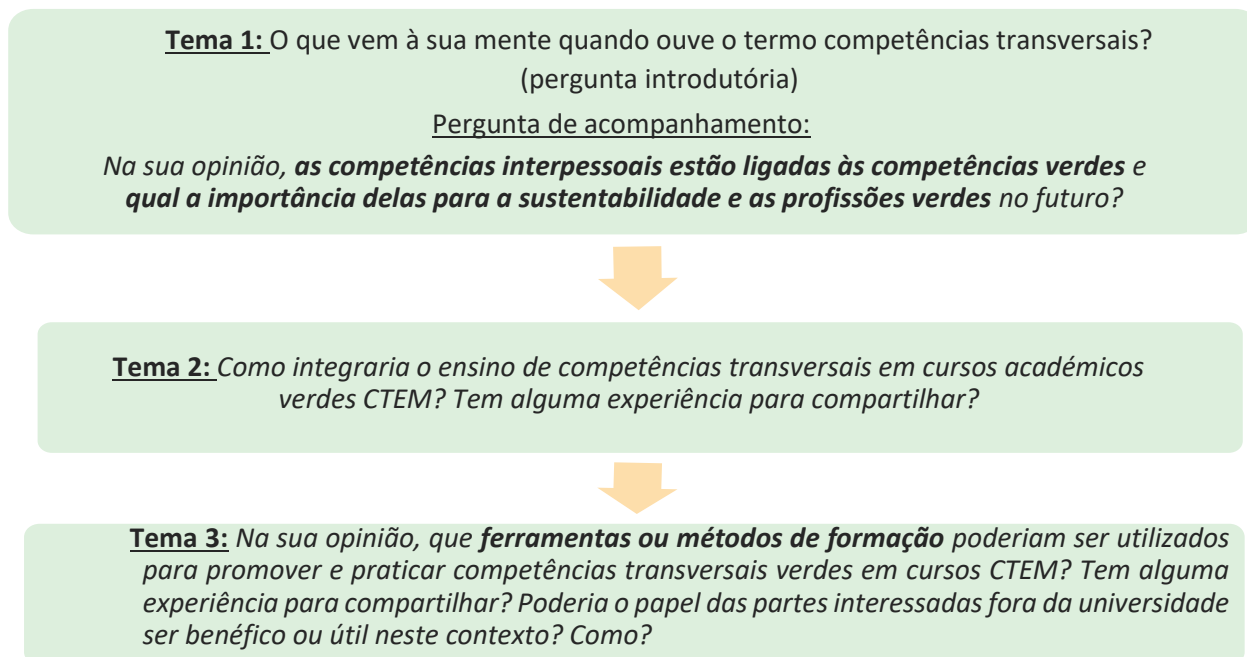 Tema 1: O que vem à sua mente quando ouve o termo competências transversais?
(pergunta introdutória)
Pergunta de acompanhamento:
Na sua opinião, as competências interpessoais estão ligadas às competências verdes e
qual a importância delas para a sustentabilidade e as profissões verdes no futuro?
Tema 2: Como integraria o ensino de competências transversais em cursos académicos
verdes CTEM? Tem alguma experiência para compartilhar?
Tema 3: Na sua opinião, que ferramentas ou métodos de formação poderiam ser utilizados
para promover e praticar competências transversais verdes em cursos CTEM? Tem alguma
experiência para compartilhar? Poderia o papel das partes interessadas fora da universidade
ser benéfico ou útil neste contexto? Como?